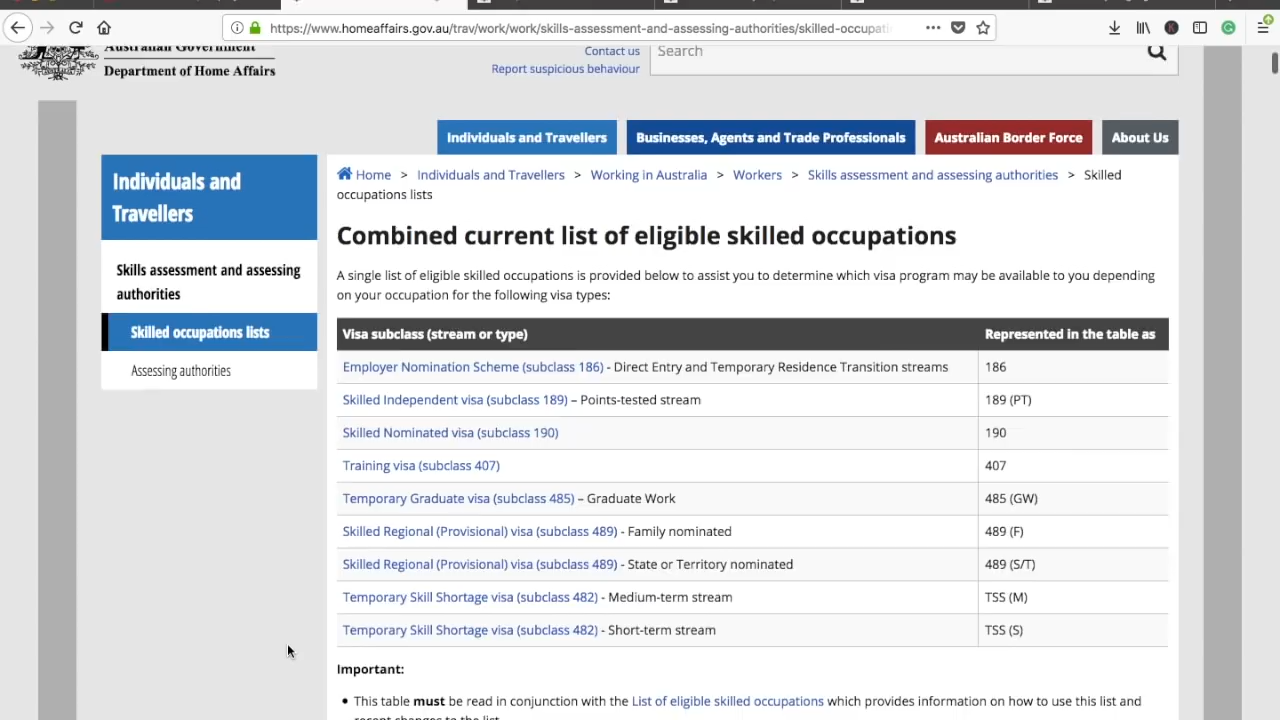 https://www.homeaffairs.gov.au/trav/work/work/skills-assessment-and-assessing-authorities/skilled-occupati
Australian Government
Department of Home Affairs
Contact us
Report suspicious behaviour
Search
Individuals and Travellers
Businesses, Agents and Trade Professionals
Australian Border Force
About Us
Individuals and
Travellers
Skills assessment and assessing
authorities
Skilled occupations lists
Assessing authorities
Home > Individuals and Travellers > Working in Australia > Workers > Skills assessment and assessing authorities > Skilled
occupations lists
Combined current list of eligible skilled occupations
A single list of eligible skilled occupations is provided below to assist you to determine which visa program may be available to you depending
on your occupation for the following visa types:
Visa subclass (stream or type) Represented in the table as
Employer Nomination Scheme (subclass 186) - Direct Entry and Temporary Residence Transition streams 186
Skilled Independent visa (subclass 189) – Points-tested stream 189 (PT)
Skilled Nominated visa (subclass 190) 190
Training visa (subclass 407) 407
Temporary Graduate visa (subclass 485) – Graduate Work 485 (GW)
Skilled Regional (Provisional) visa (subclass 489) - Family nominated 489 (F)
Skilled Regional (Provisional) visa (subclass 489) - State or Territory nominated 489 (S/T)
Temporary Skill Shortage visa (subclass 482) - Medium-term stream TSS (M)
Temporary Skill Shortage visa (subclass 482) - Short-term stream TSS (S)
Important:
• This table must be read in conjunction with the List of eligible skilled occupations which provides information on how to use this list and
recent changes to the list